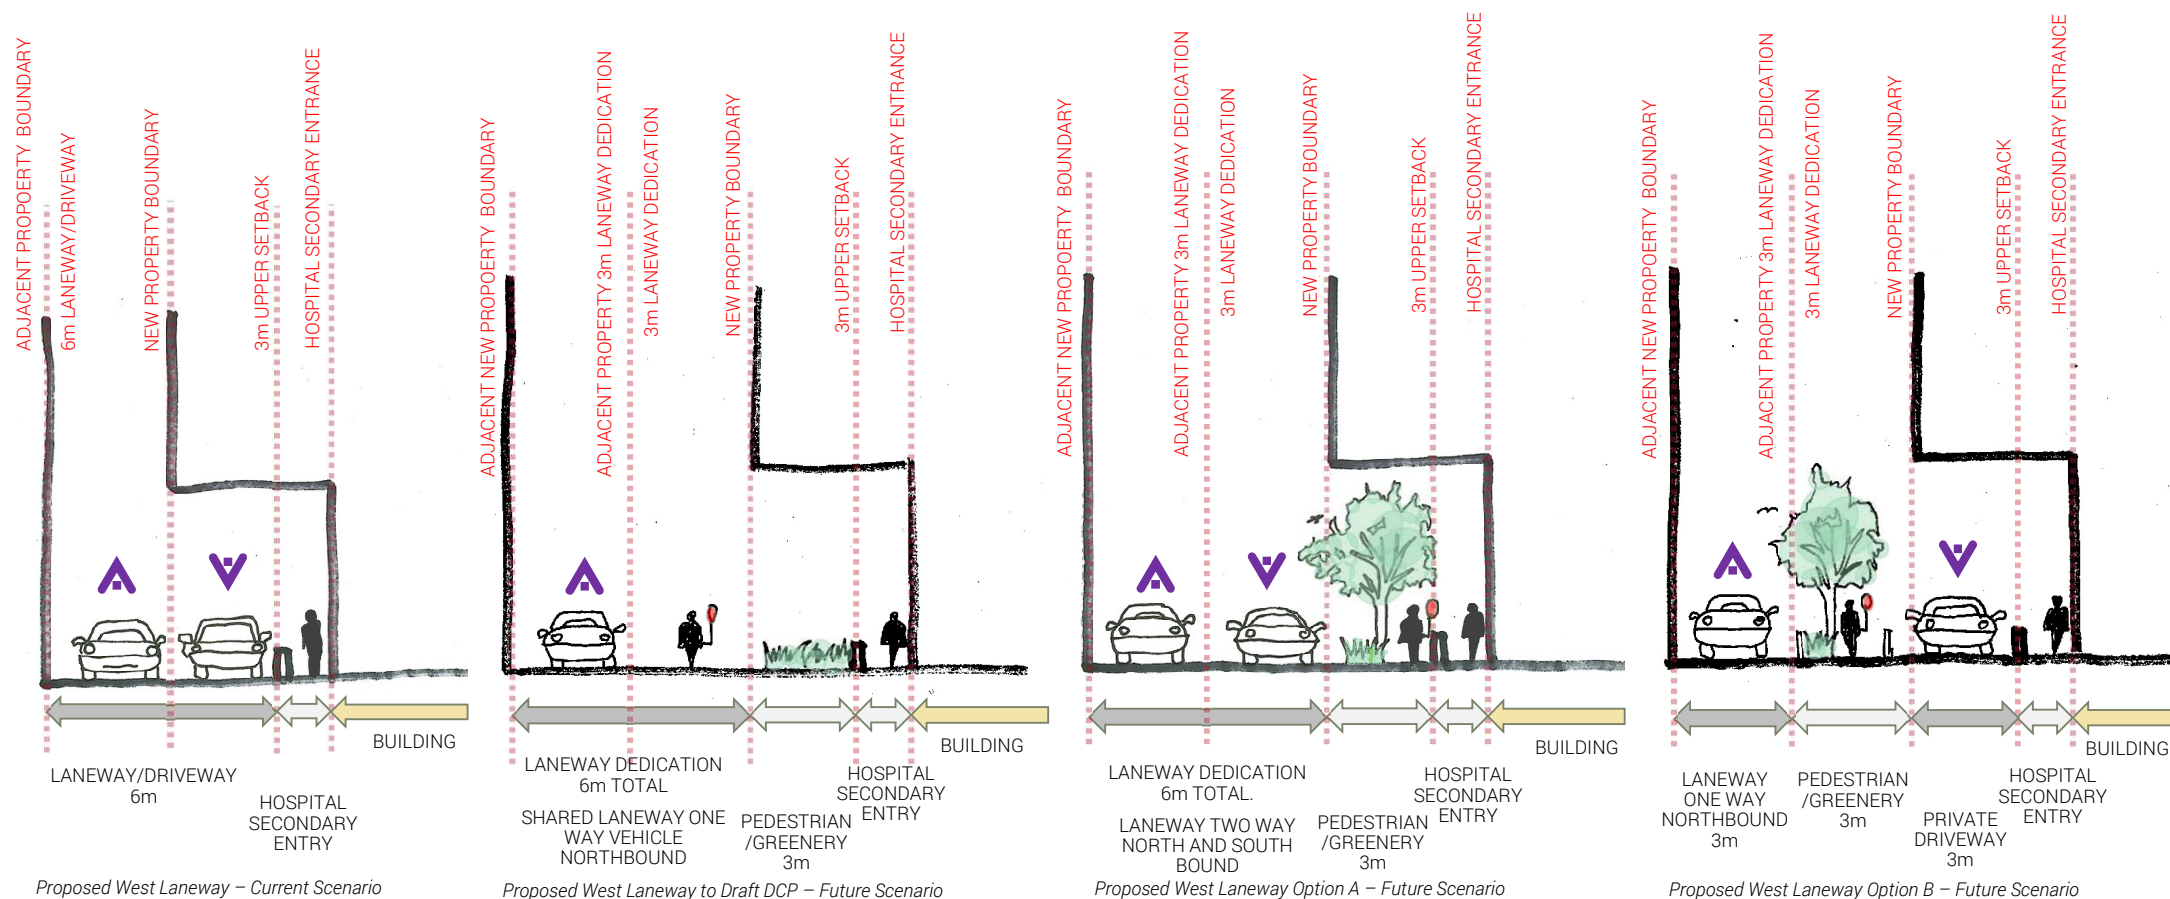 ADJACENT PROPOERTY BOUNDARY
6m LANEWAY/DRIVEWAY
NEW PROPERTY BOUNDARY
3m UPPER SETBACK
HOSPITAL SECONDARY ENTRANCE
BUILDING
LANEWAY/DRIVEWAY
6m
HOSPITAL
SECONDARY
ENTRY
Proposed West Laneway – Current Scenario
ADJACENT NEW PROPOERTY BOUNDARY
ADJACENT PROPERTY 3m LANEWAY DEDICATION
3m LANEWAY DEDICATION
NEW PROPERTY BOUNDARY
3m UPPER SETBACK
HOSPITAL SECONDARY ENTRANCE
BUILDING
LANEWAY DEDICATION
6m TOTAL
SHARED LANEWAY ONE
WAY VEHICLE
NORTHBOUND
PEDESTRIAN
/GREENERY
3m
HOSPITAL
SECONDARY
ENTRY
Proposed West Laneway to Draft DCP – Future Scenario
ADJACENT NEW PROPOERTY BOUNDARY
ADJACENT PROPERTY 3m LANEWAY DEDICATION
3m LANEWAY DEDICATION
NEW PROPERTY BOUNDARY
3m UPPER SETBACK
HOSPITAL SECONDARY ENTRANCE
BUILDING
LANEWAY DEDICATION
6m TOTAL.
LANEWAY TWO WAY
NORTH AND SOUTH
BOUND
PEDESTRIAN
/GREENERY
3m
HOSPITAL
SECONDARY
ENTRY
Proposed West Laneway Option A – Future Scenario
ADJACENT NEW PROPOERTY BOUNDARY
ADJACENT PROPERTY 3m LANEWAY DEDICATION
3m LANEWAY DEDICATION
NEW PROPERTY BOUNDARY
3m UPPER SETBACK
HOSPITAL SECONDARY ENTRANCE
BUILDING
LANEWAY
ONE WAY
NORTHBOUND
3m
PEDESTRIAN
/GREENERY
3m
PRIVATE
DRIVEWAY
3m
HOSPITAL
SECONDARY
ENTRY
Proposed West Laneway Option B – Future Scenario